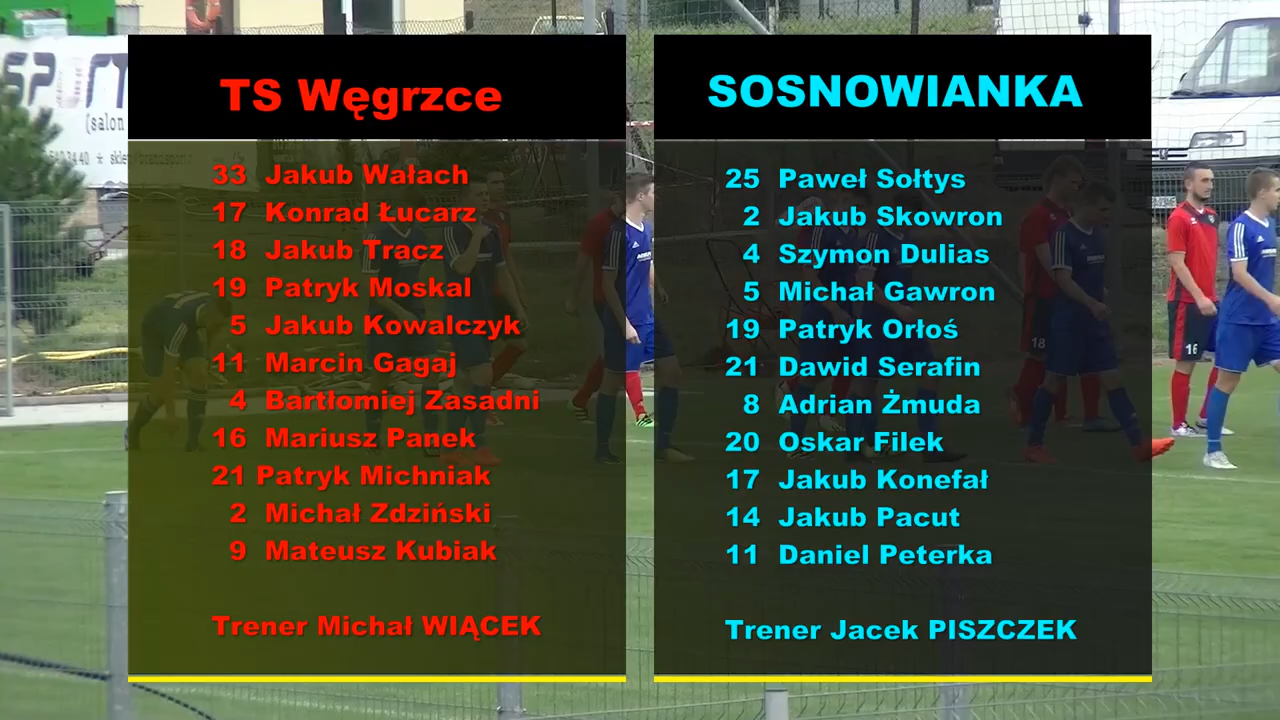 TS Węgrzce
33 Jakub Wałach
17 Konrad Łucarz
18 Jakub Tracz
19 Patryk Moskal
5 Jakub Kowalczyk
11 Marcin Gagaj
4 Bartłomiej Zasadni
16 Mariusz Panek
21 Patryk Michniak
2 Michał Zdziński
9 Mateusz Kubiak
Trener Michał WIĄCEK
SOSNOWIANKA
25 Paweł Sołtys
2 Jakub Skowron
4 Szymon Dulias
5 Michał Gawron
19 Patryk Orłoś
21 Dawid Serafin
8 Adrian Żmuda
20 Oskar Filek
17 Jakub Konefał
14 Jakub Pacut
11 Daniel Peterka
Trener Jacek PISZCZEK
(salon
16
18